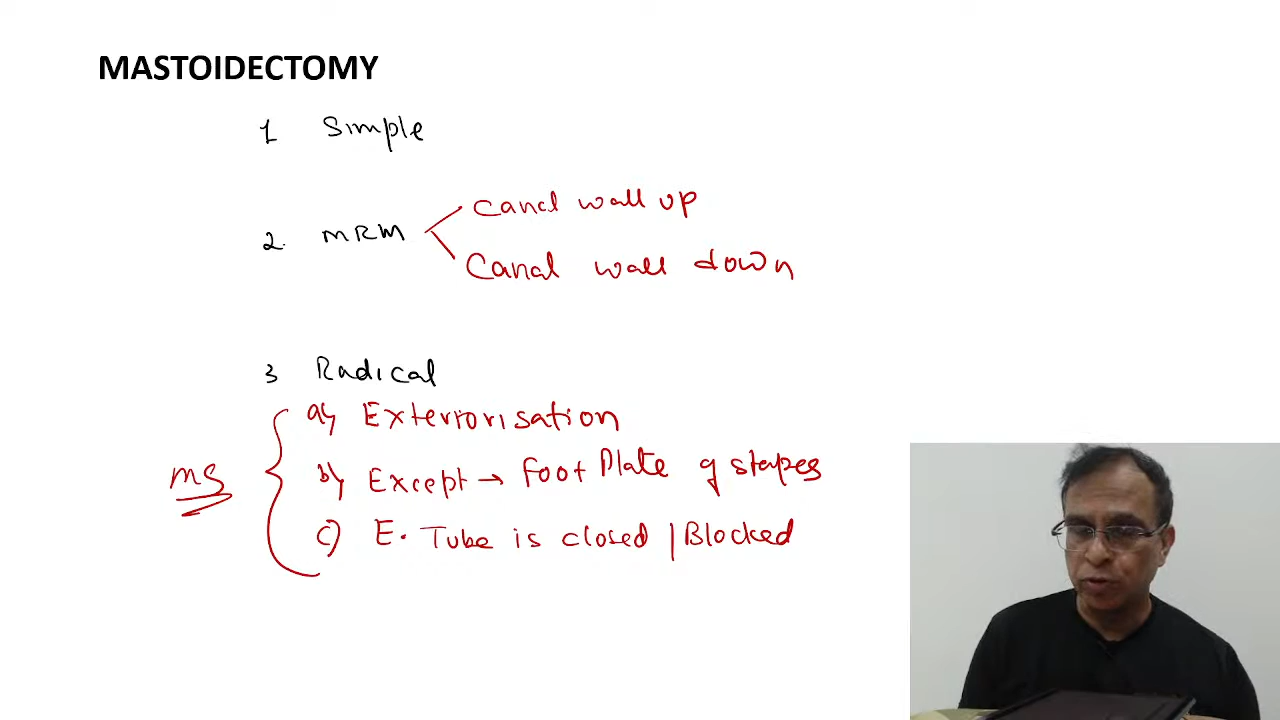 MASTOIDECTOMY
1 Simple
2. MRM
Canal wall up
Canal wall down
3 Radical
a) Exteriorisation
b) Except → Foot Plate of stapes
c) E. Tube is closed | Blocked
MS